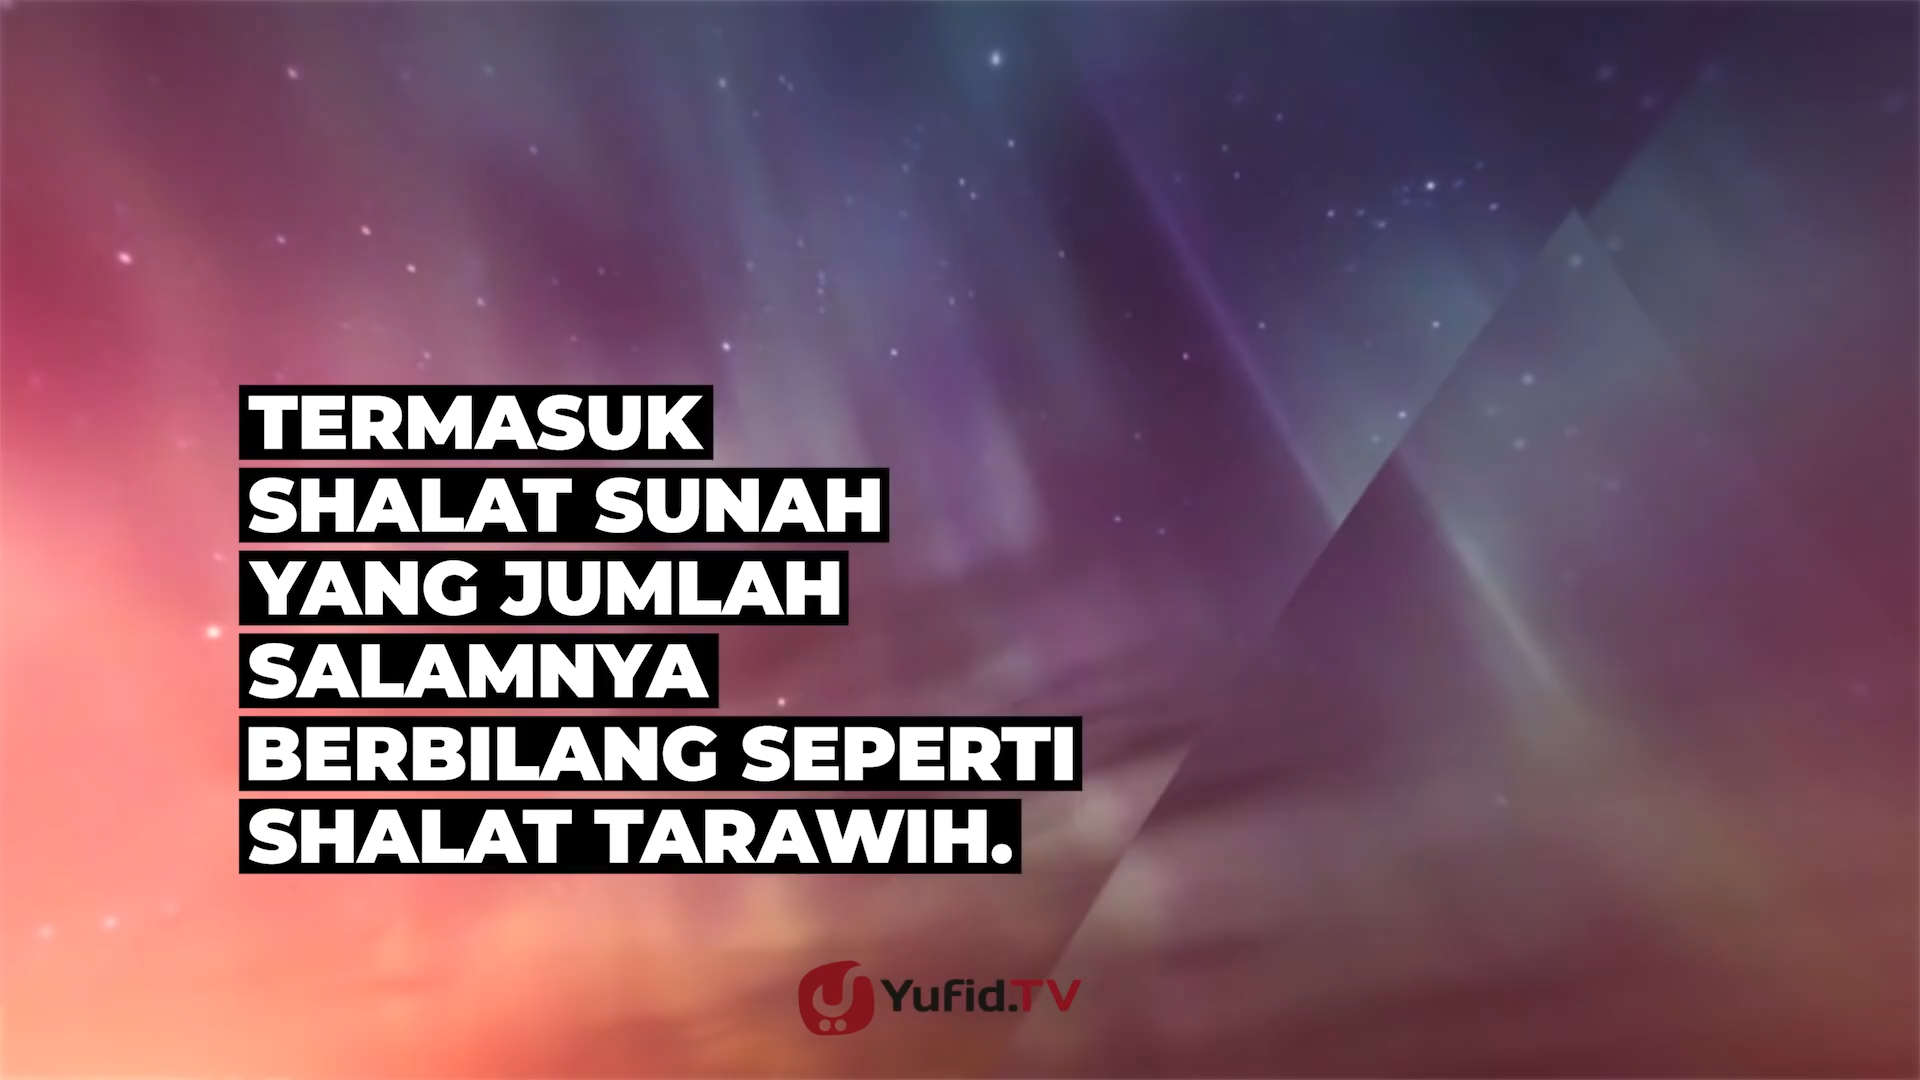 TERMASUK
SHALAT SUNAH
YANG JUMLAH
SALAMNYA
BERBILANG SEPERTI
SHALAT TARAWIH.
Yufid.TV